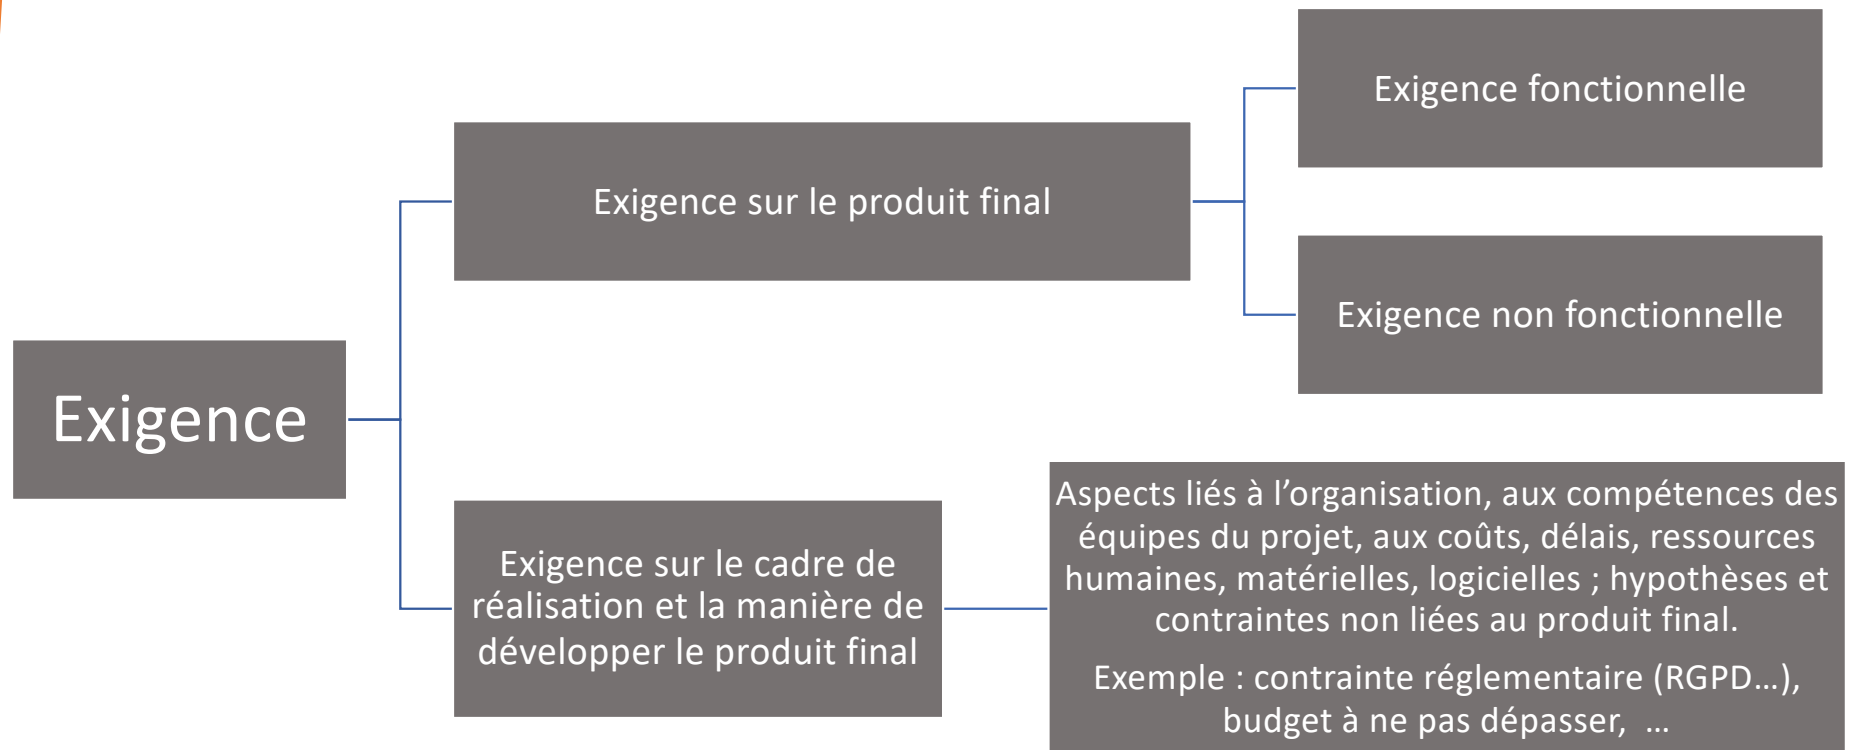 Exigence
Exigence sur le produit final
Exigence fonctionnelle
Exigence non fonctionnelle
Exigence sur le cadre de
réalisation et la manière de
développer le produit final
Aspects liés à l’organisation, aux compétences des
équipes du projet, aux coûts, délais, ressources
humaines, matérielles, logicielles ; hypothèses et
contraintes non liées au produit final.
Exemple : contrainte réglementaire (RGPD…),
budget à ne pas dépasser,  …